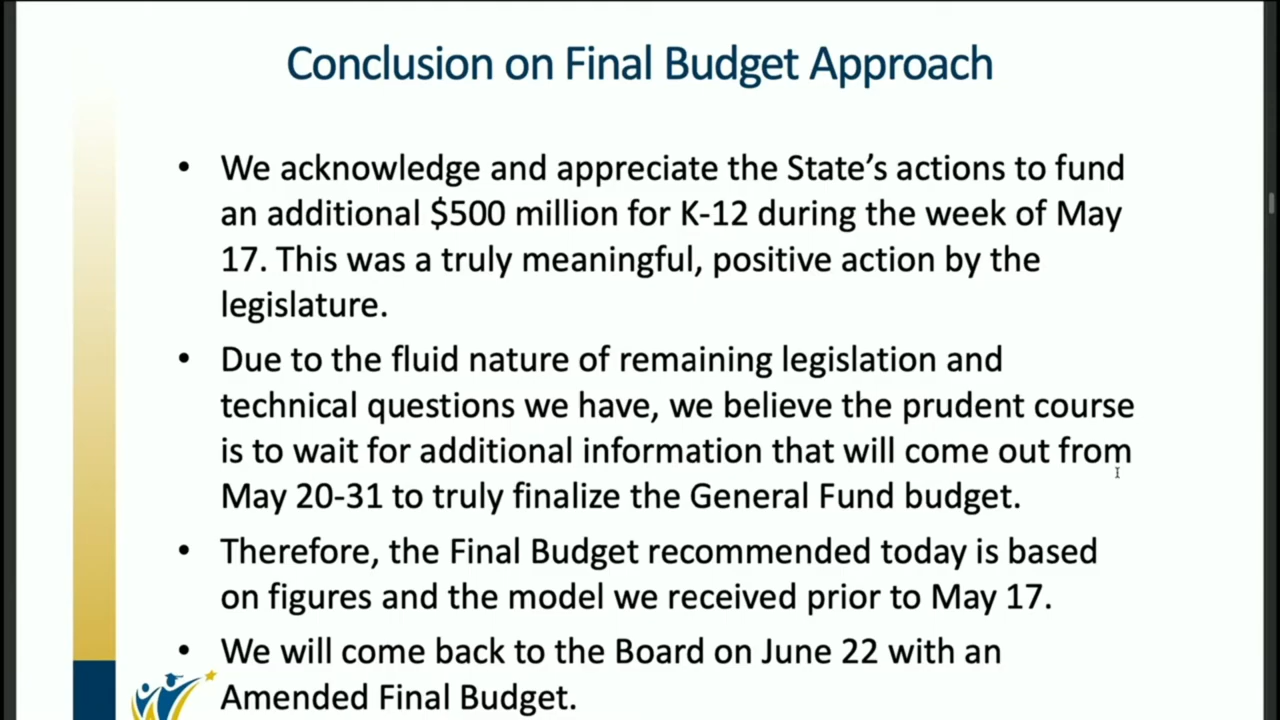 Conclusion on Final Budget Approach
• We acknowledge and appreciate the State's actions to fund
an additional $500 million for K-12 during the week of May
17. This was a truly meaningful, positive action by the
legislature.
• Due to the fluid nature of remaining legislation and
technical questions we have, we believe the prudent course
is to wait for additional information that will come out from
May 20-31 to truly finalize the General Fund budget.
• Therefore, the Final Budget recommended today is based
on figures and the model we received prior to May 17.
• We will come back to the Board on June 22 with an
Amended Final Budget.